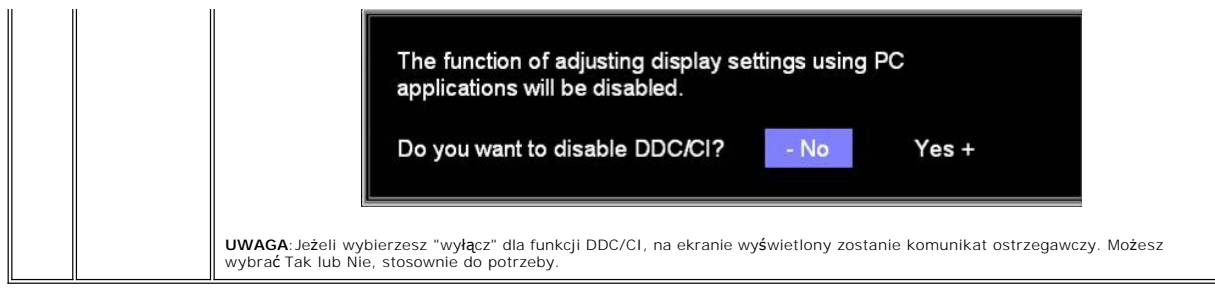 The function of adjusting display settings using PC
applications will be disabled.
Do you want to disable DDC/CI? - No Yes +
UWAGA:Jeżeli wybierzesz "wyłącz" dla funkcji DDC/CI, na ekranie wyświetlony zostanie komunikat ostrzegawczy. Możesz
wybrać Tak lub Nie, stosownie do potrzeby.